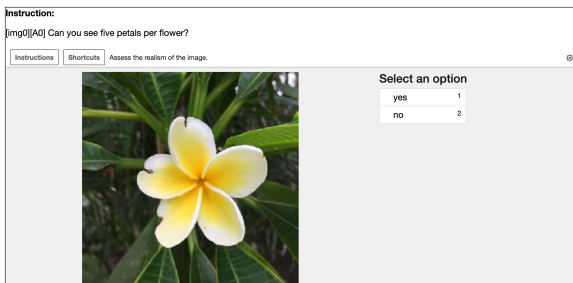 Instruction:
[img0][A0] Can you see five petals per flower?
Instructions Shortcuts Assess the realism of the image.
Select an option
yes 1
no 2